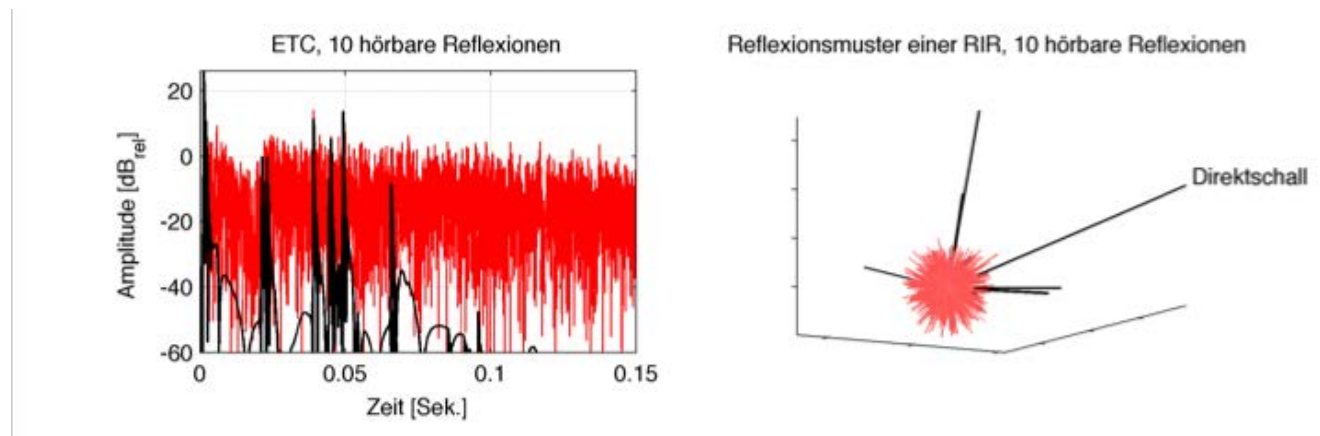 ETC, 10 hörbare Reflexionen
20
0
-20
-40
-60
Amplitude [dB_rel]
0
0.05
0.1
0.15
Zeit [Sek.]
Reflexionsmuster einer RIR, 10 hörbare Reflexionen
Direktschall